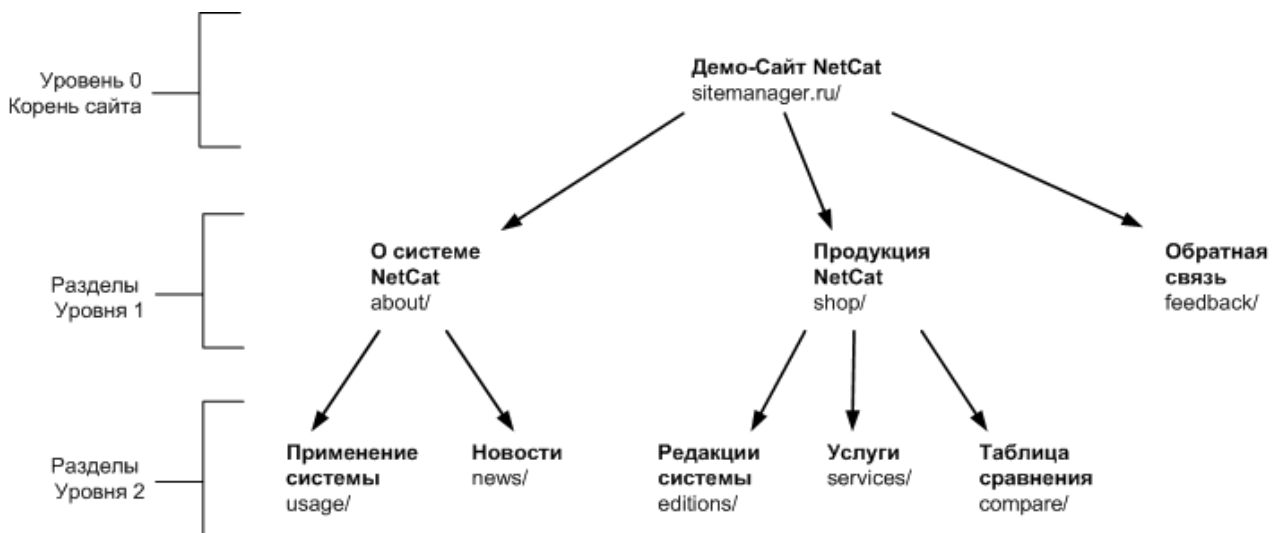 Уровень 0
Корень сайта
Демо-Сайт NetCat
sitemanager.ru/
Разделы
Уровня 1
О системе
NetCat
about/
Продукция
NetCat
shop/
Обратная
связь
feedback/
Разделы
Уровня 2
Применение
системы
usage/
Новости
news/
Редакции
системы
editions/
Услуги
services/
Таблица
сравнения
compare/